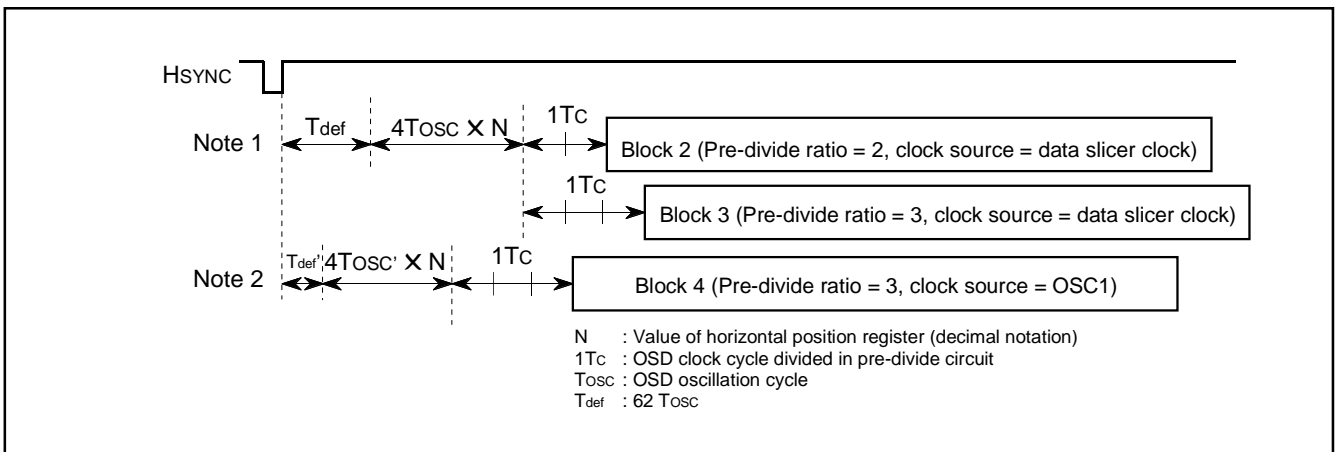 HSYNC
Note 1
Tdef
4TOSC × N
1TC
Block 2 (Pre-divide ratio = 2, clock source = data slicer clock)
1TC
Block 3 (Pre-divide ratio = 3, clock source = data slicer clock)
Note 2
Tdef'
4TOSC' × N
1TC
Block 4 (Pre-divide ratio = 3, clock source = OSC1)
N : Value of horizontal position register (decimal notation)
1TC : OSD clock cycle divided in pre-divide circuit
TOSC : OSD oscillation cycle
Tdef : 62 TOSC